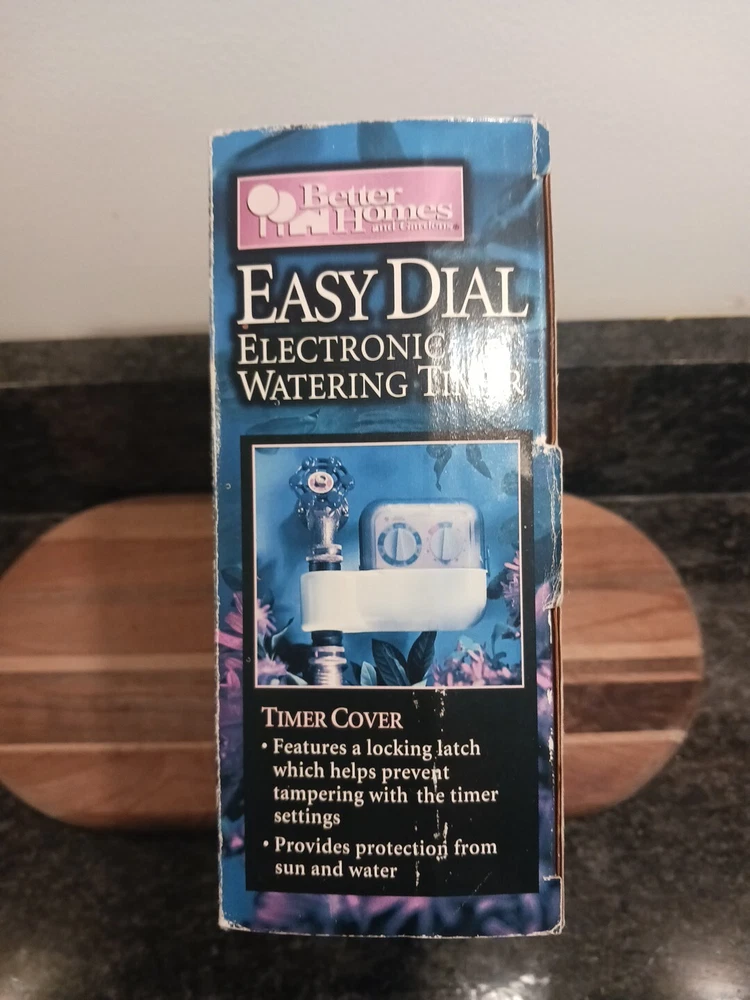 Better
Homes
and Gardens®
EASY DIAL
ELECTRONIC
WATERING TIMER
TIMER COVER
• Features a locking latch
which helps prevent
tampering with the timer
settings
• Provides protection from
sun and water